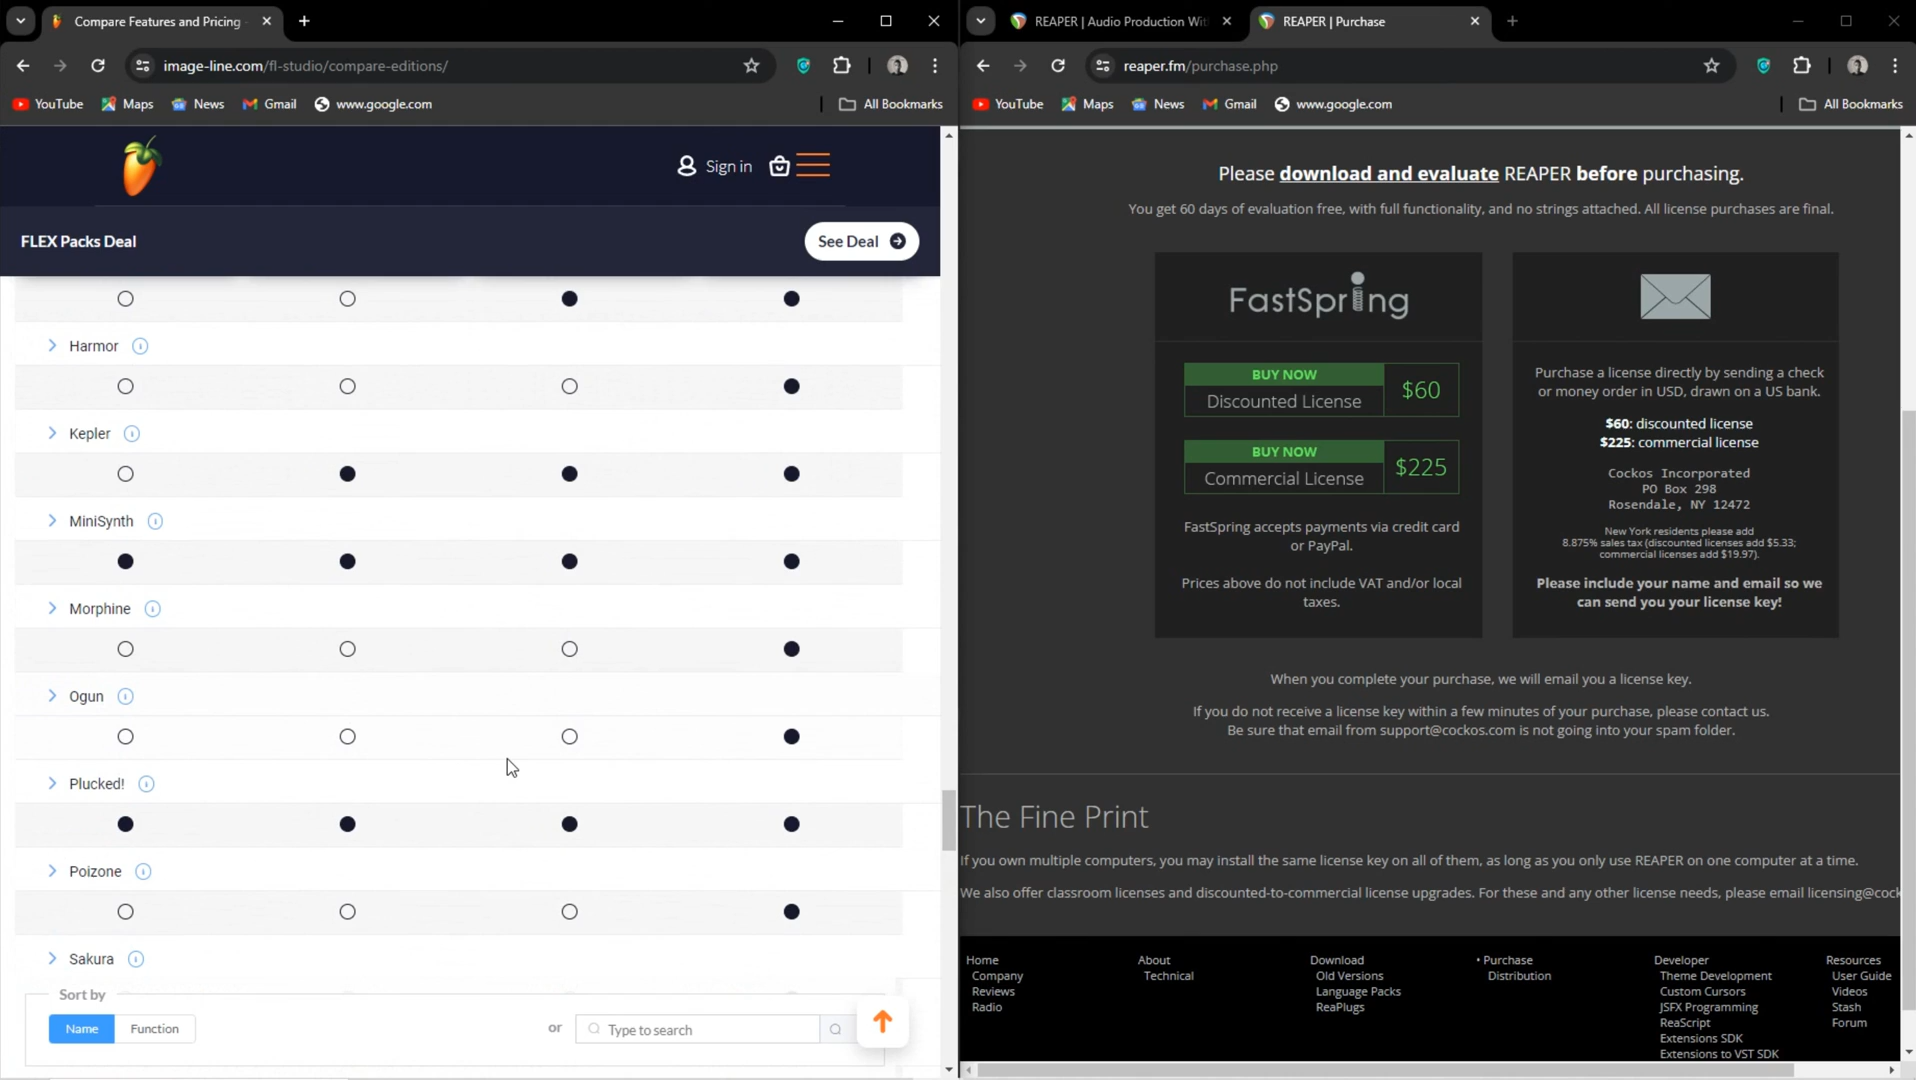 Compare Features and Pricing
image-line.com/fl-studio/compare-editions/
YouTube
Maps
News
Gmail
www.google.com
All Bookmarks
Sign in
FLEX Packs Deal
See Deal
Harmor
Kepler
MiniSynth
Morphine
Ogun
Plucked!
Poizone
Sakura
Sort by
Name
Function
or
Type to search
REAPER | Audio Production Wit
REAPER | Purchase
reaper.fm/purchase.php
YouTube
Maps
News
Gmail
www.google.com
All Bookmarks
Please download and evaluate REAPER before purchasing.
You get 60 days of evaluation free, with full functionality, and no strings attached. All license purchases are final.
FastSpring
BUY NOW
Discounted License
$60
BUY NOW
Commercial License
$225
FastSpring accepts payments via credit card
or PayPal.
Prices above do not include VAT and/or local
taxes.
Purchase a license directly by sending a check
or money order in USD, drawn on a US bank.
$60: discounted license
$225: commercial license
Cockos Incorporated
PO Box 298
Rosendale, NY 12472
New York residents please add
8.875% sales tax (discounted licenses add $5.33;
commercial licenses add $19.97).
Please include your name and email so we
can send you your license key!
When you complete your purchase, we will email you a license key.
If you do not receive a license key within a few minutes of your purchase, please contact us.
Be sure that email from support@cockos.com is not going into your spam folder.
The Fine Print
If you own multiple computers, you may install the same license key on all of them, as long as you only use REAPER on one computer at a time.
We also offer classroom licenses and discounted-to-commercial license upgrades. For these and any other license needs, please email licensing@cock
Home
Company
Reviews
Radio
About
Technical
Download
Old Versions
Language Packs
ReaPlugs
• Purchase
Distribution
Developer
Theme Development
Custom Cursors
JSFX Programming
ReaScript
Extensions SDK
Extensions to VST SDK
Resources
User Guide
Videos
Stash
Forum